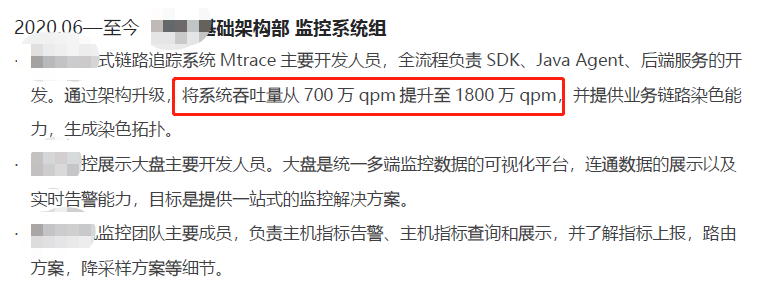 2020.06—至今 基础架构部 监控系统组
· 式链路追踪系统 Mtrace 主要开发人员，全流程负责 SDK、Java Agent、后端服务的开
发。通过架构升级，将系统吞吐量从 700 万 qpm 提升至 1800 万 qpm，并提供业务链路染色能
力，生成染色拓扑。
· 控展示大盘主要开发人员。大盘是统一多端监控数据的可视化平台，连通数据的展示以及
实时告警能力，目标是提供一站式的监控解决方案。
· 监控团队主要成员，负责主机指标告警、主机指标查询和展示，并了解指标上报，路由
方案，降采样方案等细节。